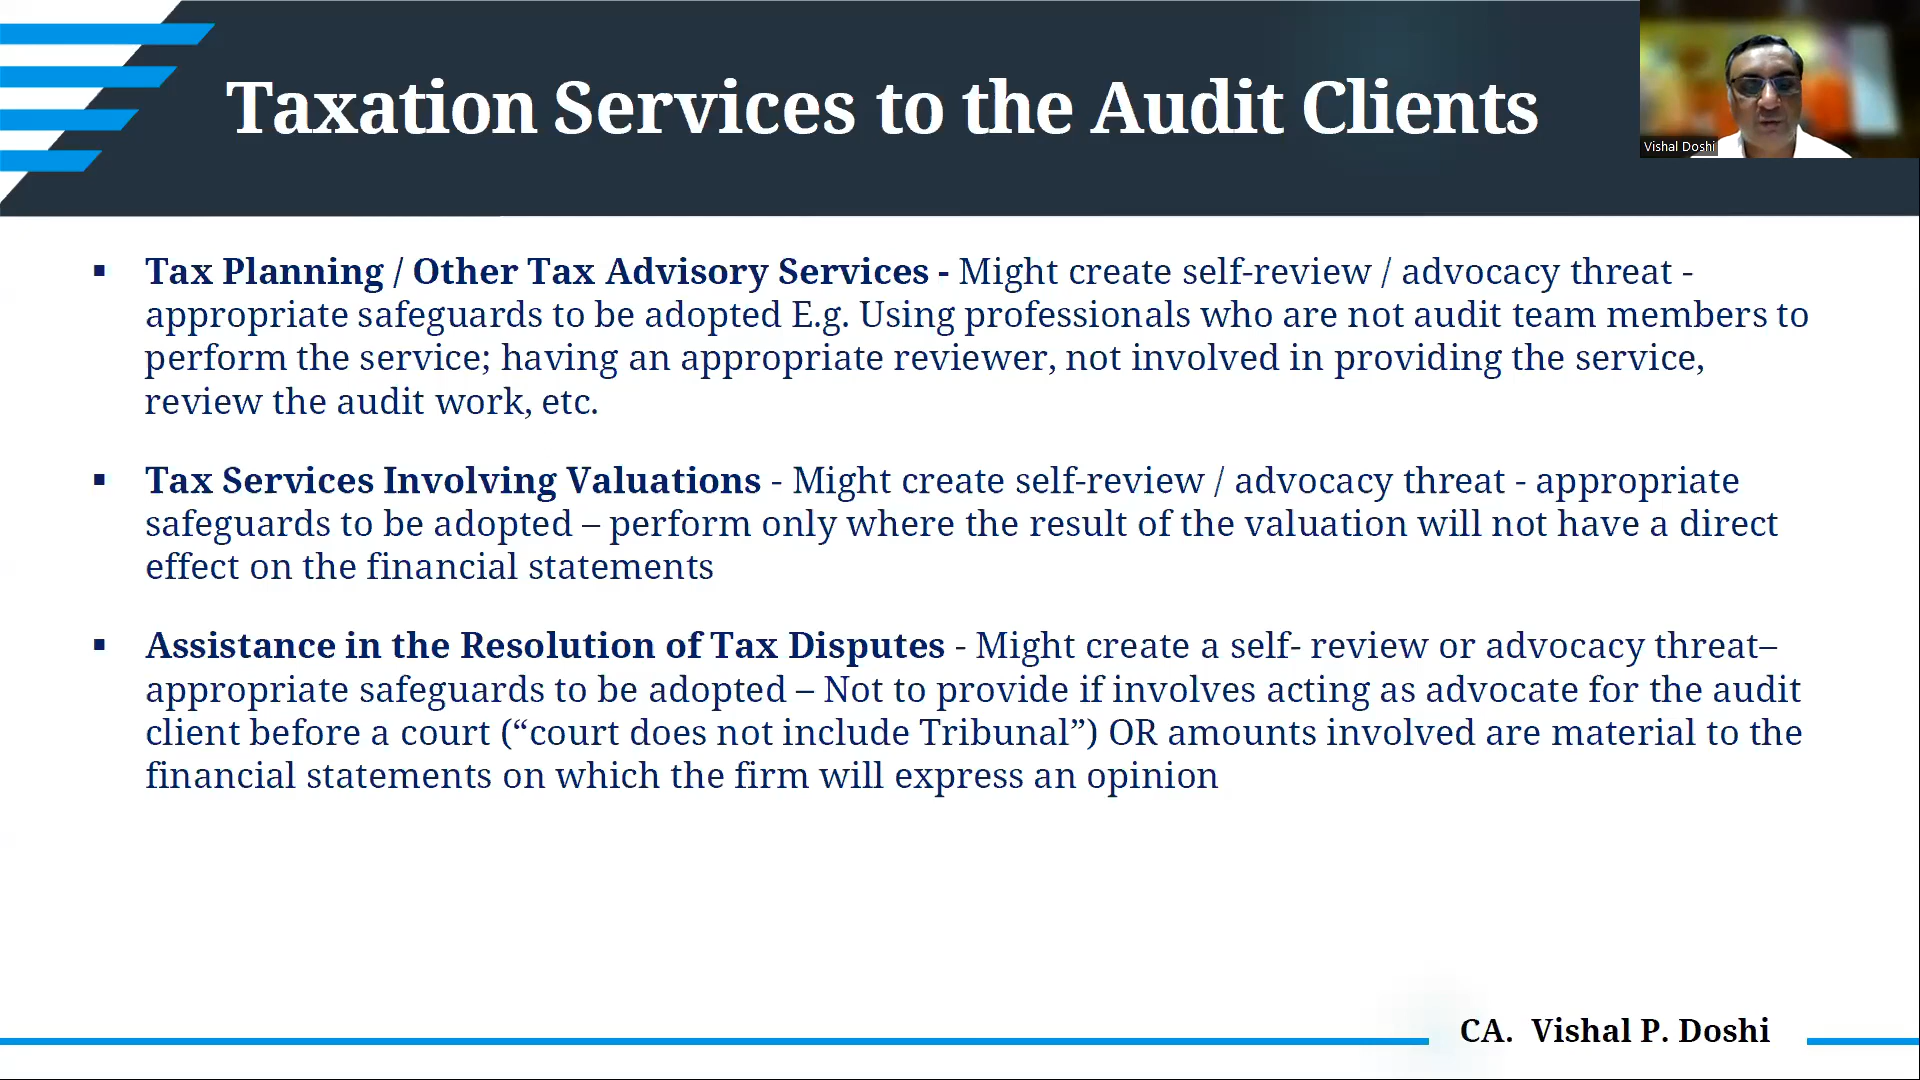 Taxation Services to the Audit Clients
Vishal Doshi
▪ Tax Planning / Other Tax Advisory Services - Might create self-review / advocacy threat -
appropriate safeguards to be adopted E.g. Using professionals who are not audit team members to
perform the service; having an appropriate reviewer, not involved in providing the service,
review the audit work, etc.
▪ Tax Services Involving Valuations - Might create self-review / advocacy threat - appropriate
safeguards to be adopted – perform only where the result of the valuation will not have a direct
effect on the financial statements
▪ Assistance in the Resolution of Tax Disputes - Might create a self- review or advocacy threat–
appropriate safeguards to be adopted – Not to provide if involves acting as advocate for the audit
client before a court (“court does not include Tribunal”) OR amounts involved are material to the
financial statements on which the firm will express an opinion
CA. Vishal P. Doshi